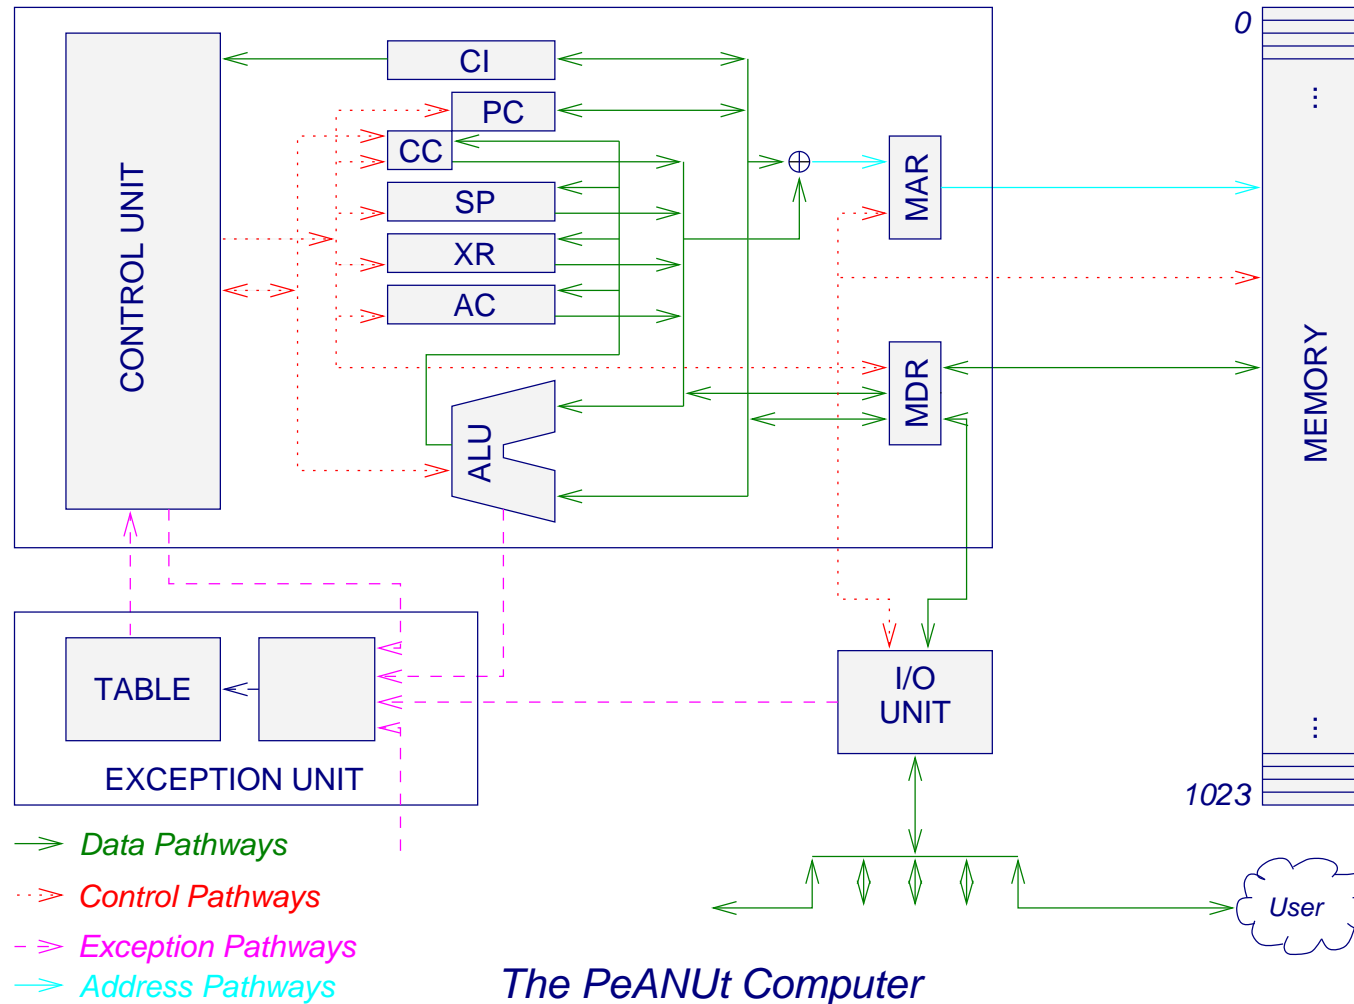 0
CI
PC
CC
SP
XR
AC
CONTROL UNIT
ALU
MAR
MDR
...
MEMORY
...
1023
TABLE
EXCEPTION UNIT
I/O
UNIT
Data Pathways
Control Pathways
Exception Pathways
Address Pathways
User
The PeANUt Computer